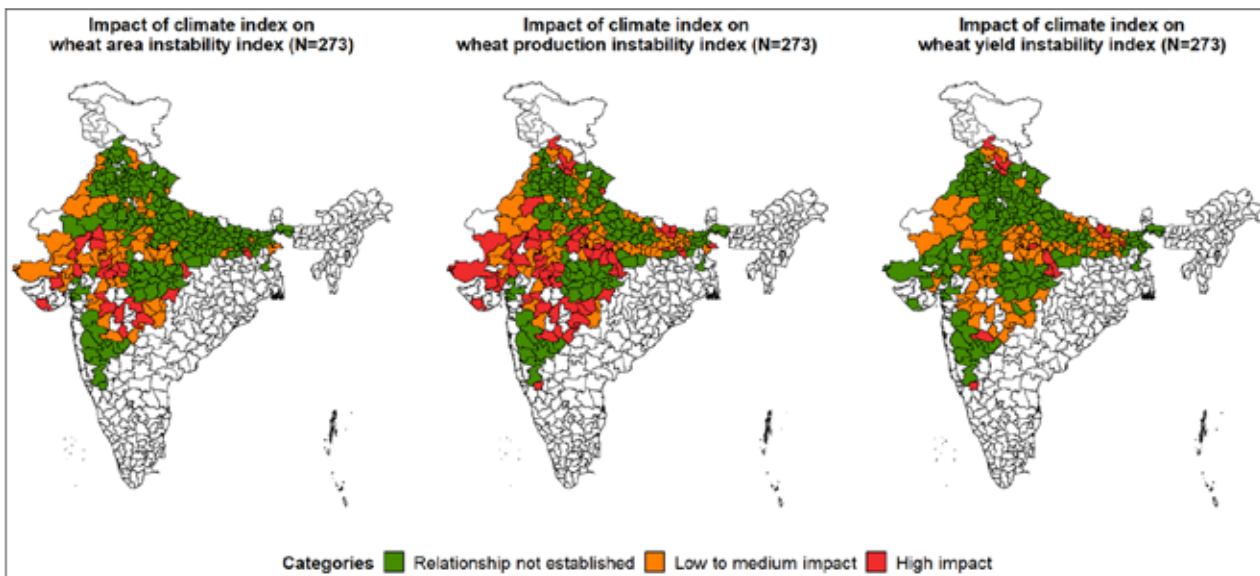 Impact of climate index on
wheat area instability index (N=273)
Impact of climate index on
wheat production instability index (N=273)
Impact of climate index on
wheat yield instability index (N=273)
Categories Relationship not established Low to medium impact High impact